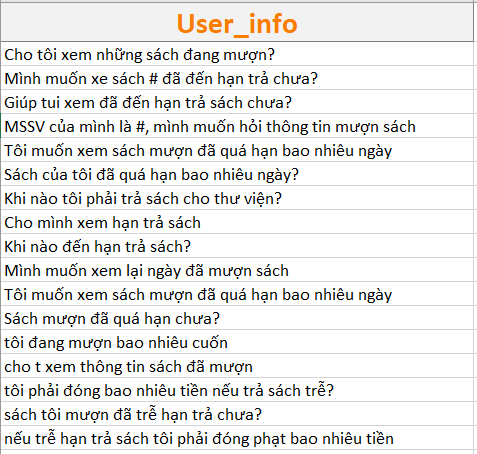 User_info
Cho tôi xem những sách đang mượn?
Mình muốn xe sách # đã đến hạn trả chưa?
Giúp tui xem đã đến hạn trả sách chưa?
MSSV của mình là #, mình muốn hỏi thông tin mượn sách
Tôi muốn xem sách mượn đã quá hạn bao nhiêu ngày
Sách của tôi đã quá hạn bao nhiêu ngày?
Khi nào tôi phải trả sách cho thư viện?
Cho mình xem hạn trả sách
Khi nào đến hạn trả sách?
Mình muốn xem lại ngày đã mượn sách
Tôi muốn xem sách mượn đã quá hạn bao nhiêu ngày
Sách mượn đã quá hạn chưa?
tôi đang mượn bao nhiêu cuốn
cho t xem thông tin sách đã mượn
tôi phải đóng bao nhiêu tiền nếu trả sách trễ?
sách tôi mượn đã trễ hạn trả chưa?
nếu trễ hạn trả sách tôi phải đóng phạt bao nhiêu tiền